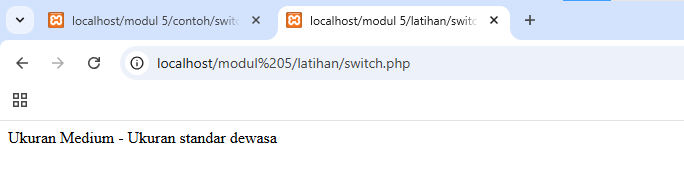 localhost/modul 5/contoh/switc
localhost/modul 5/latihan/switc
localhost/modul%205/latihan/switch.php
Ukuran Medium - Ukuran standar dewasa